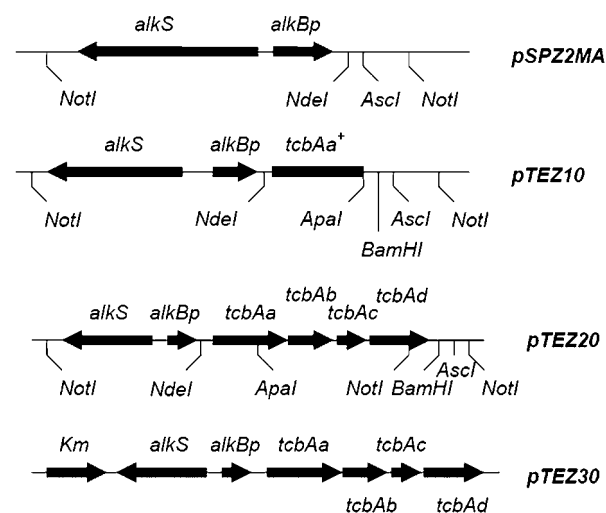 alkS alkBp
pSPZ2MA
NotI NdeI AscI NotI
alkS alkBp tcbAa+
pTEZ10
NotI NdeI ApaI AscI NotI
BamHI
tcbAb tcbAd
alkS alkBp tcbAa tcbAc
pTEZ20
AscI
NotI NdeI ApaI NotI BamHI NotI
Km alkS alkBp tcbAa tcbAc
pTEZ30
tcbAb tcbAd